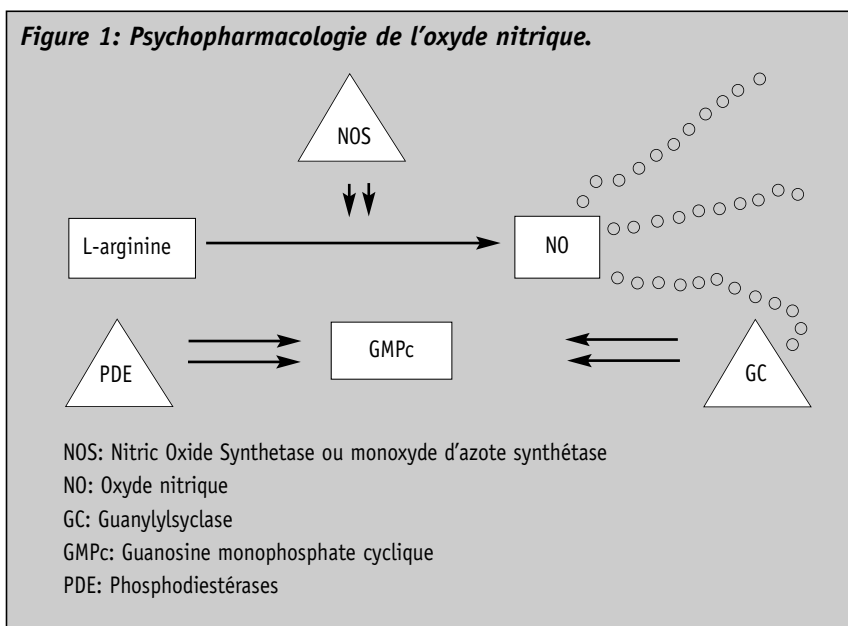 Figure 1: Psychopharmacologie de l'oxyde nitrique.
NOS
L-arginine
NO
PDE
GMPc
GC
NOS: Nitric Oxide Synthetase ou monoxyde d'azote synthétase
NO: Oxyde nitrique
GC: Guanylylsyclase
GMPc: Guanosine monophosphate cyclique
PDE: Phosphodiestérases